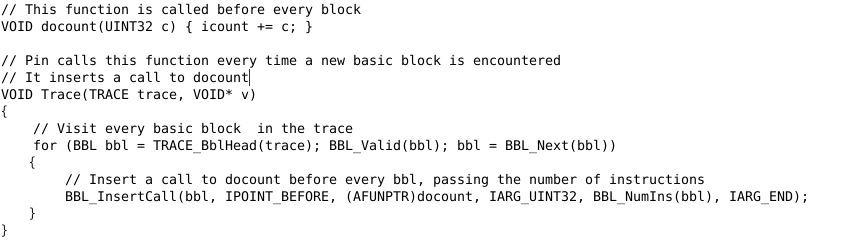 // This function is called before every block
VOID docount(UINT32 c) { icount += c; }

// Pin calls this function every time a new basic block is encountered
// It inserts a call to docount
VOID Trace(TRACE trace, VOID* v)
{
    // Visit every basic block  in the trace
    for (BBL bbl = TRACE_BblHead(trace); BBL_Valid(bbl); bbl = BBL_Next(bbl))
    {
        // Insert a call to docount before every bbl, passing the number of instructions
        BBL_InsertCall(bbl, IPOINT_BEFORE, (AFUNPTR)docount, IARG_UINT32, BBL_NumIns(bbl), IARG_END);
    }
}